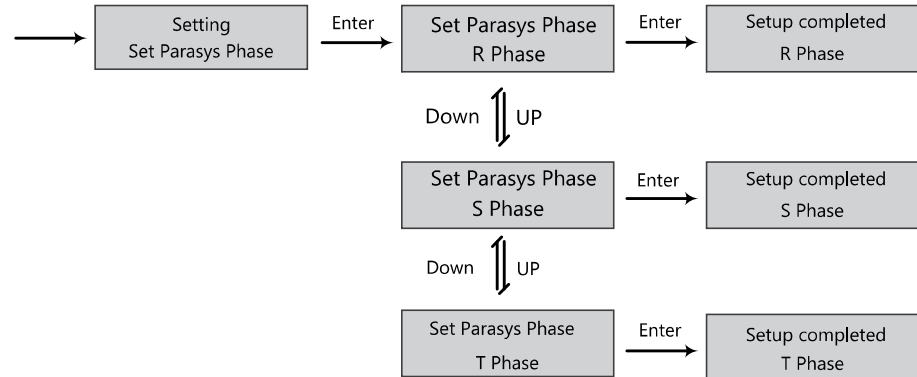 Setting
Set Parasys Phase
Enter
Set Parasys Phase
R Phase
Enter
Setup completed
R Phase
Down
UP
Set Parasys Phase
S Phase
Enter
Setup completed
S Phase
Down
UP
Set Parasys Phase
T Phase
Enter
Setup completed
T Phase